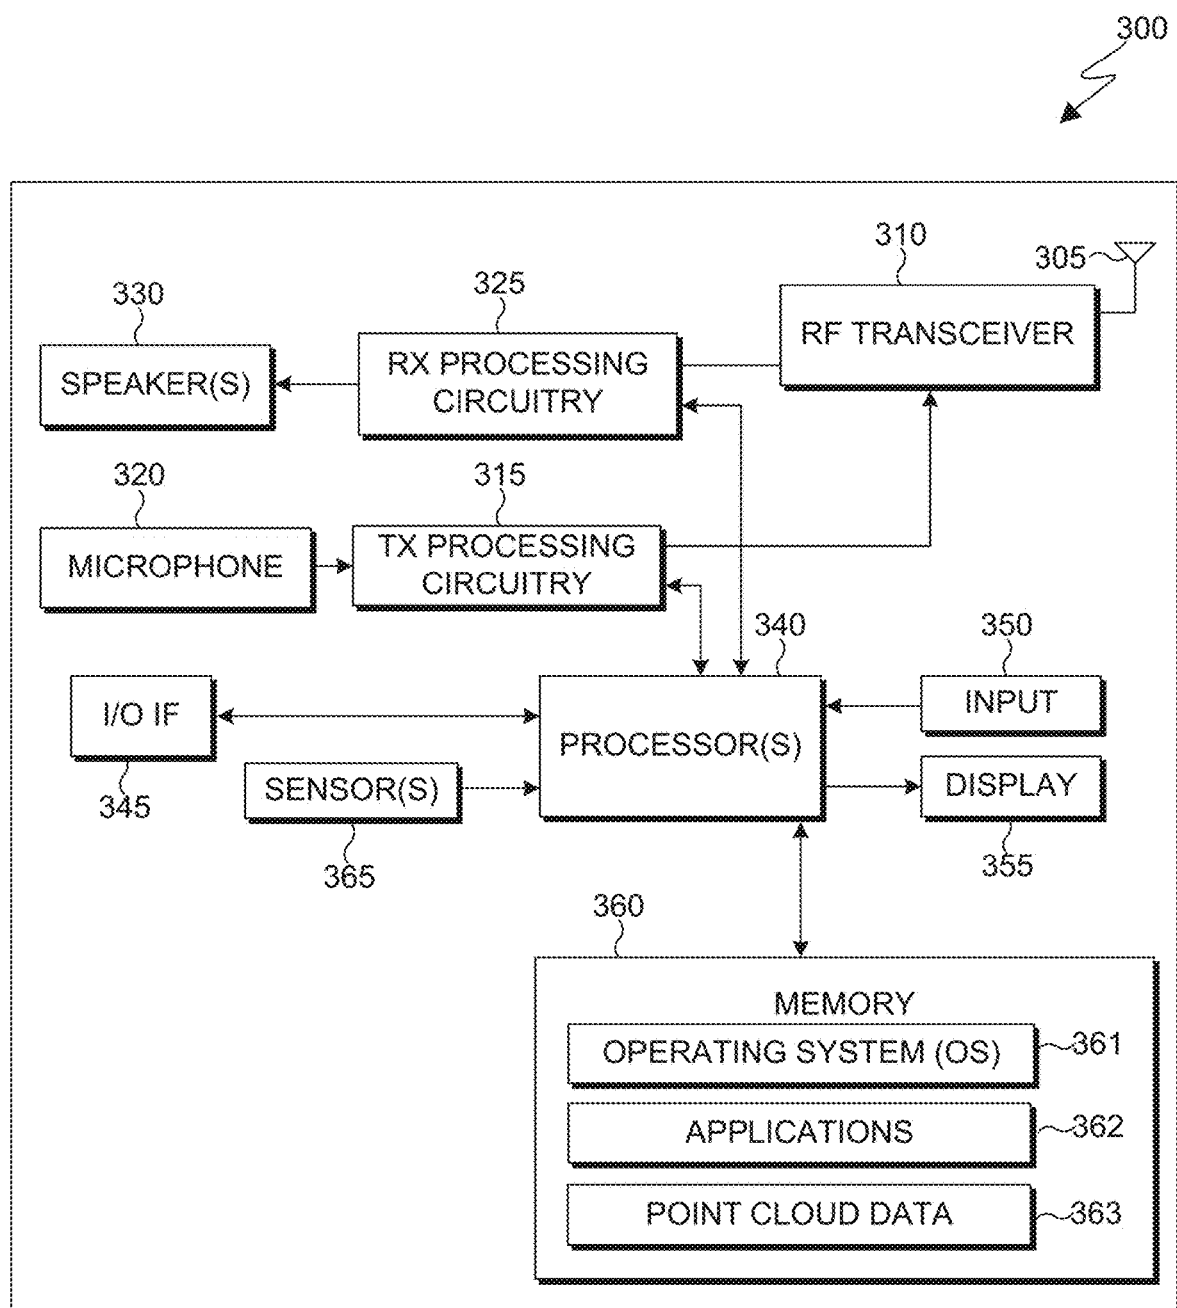 300
310
305
325
330
RF TRANSCEIVER
RX PROCESSING
CIRCUITRY
SPEAKER(S)
320
315
MICROPHONE
TX PROCESSING
CIRCUITRY
340
350
I/O IF
PROCESSOR(S)
INPUT
345
SENSOR(S)
DISPLAY
365
355
360
MEMORY
OPERATING SYSTEM (OS)
361
APPLICATIONS
362
POINT CLOUD DATA
363